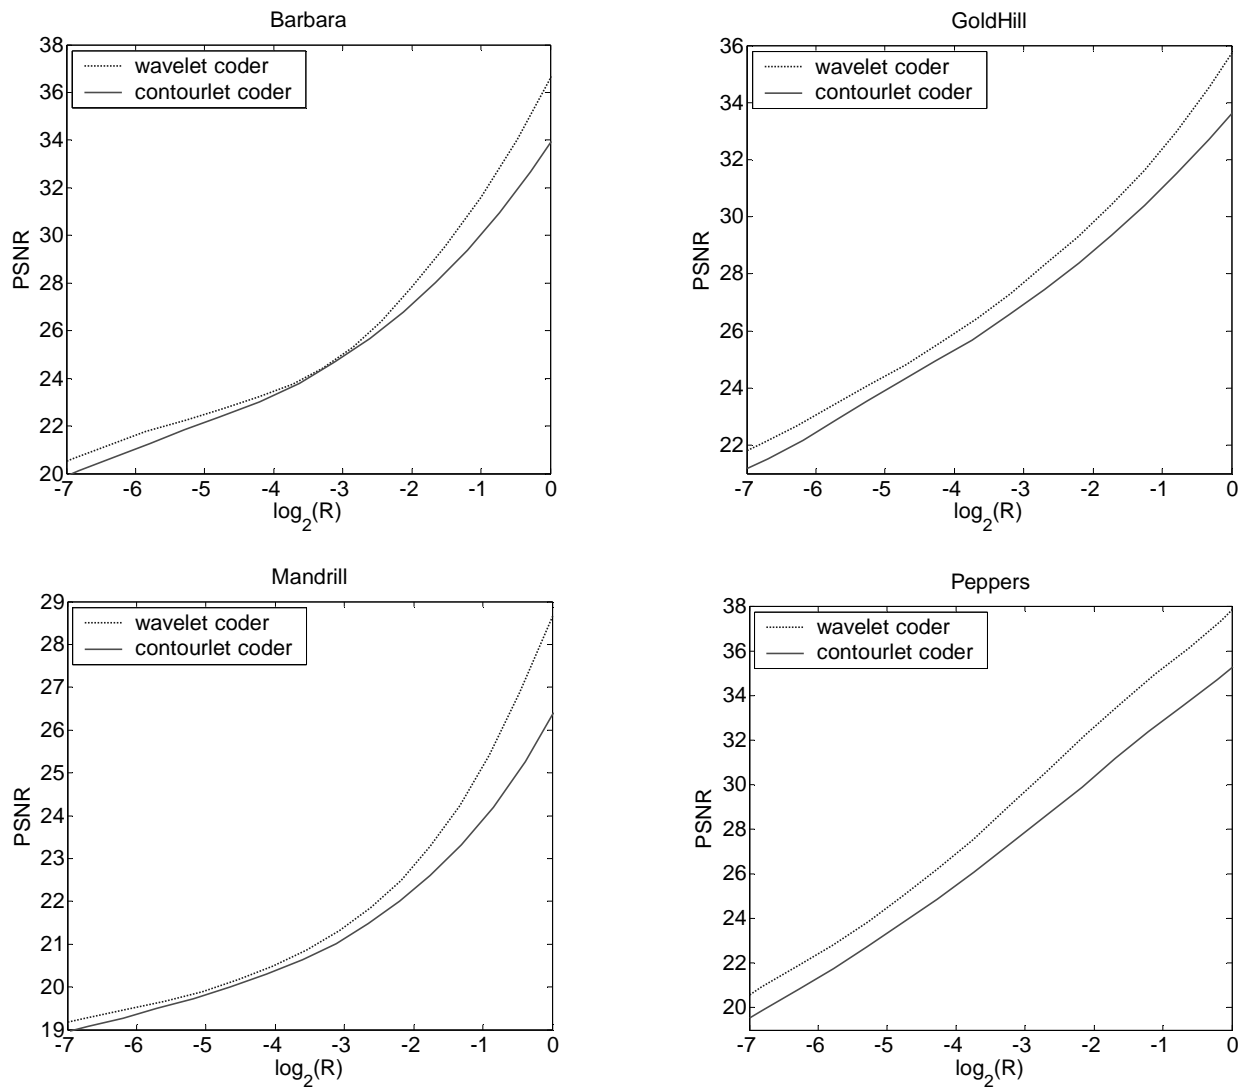 Barbara
38
36
34
32
30
28
26
24
22
20
PSNR
wavelet coder
contourlet coder
-7 -6 -5 -4 -3 -2 -1 0
log2(R)
GoldHill
36
34
32
30
28
26
24
22
PSNR
wavelet coder
contourlet coder
-7 -6 -5 -4 -3 -2 -1 0
log2(R)
Mandrill
29
28
27
26
25
24
23
22
21
20
19
PSNR
wavelet coder
contourlet coder
-7 -6 -5 -4 -3 -2 -1 0
log2(R)
Peppers
38
36
34
32
30
28
26
24
22
20
PSNR
wavelet coder
contourlet coder
-7 -6 -5 -4 -3 -2 -1 0
log2(R)